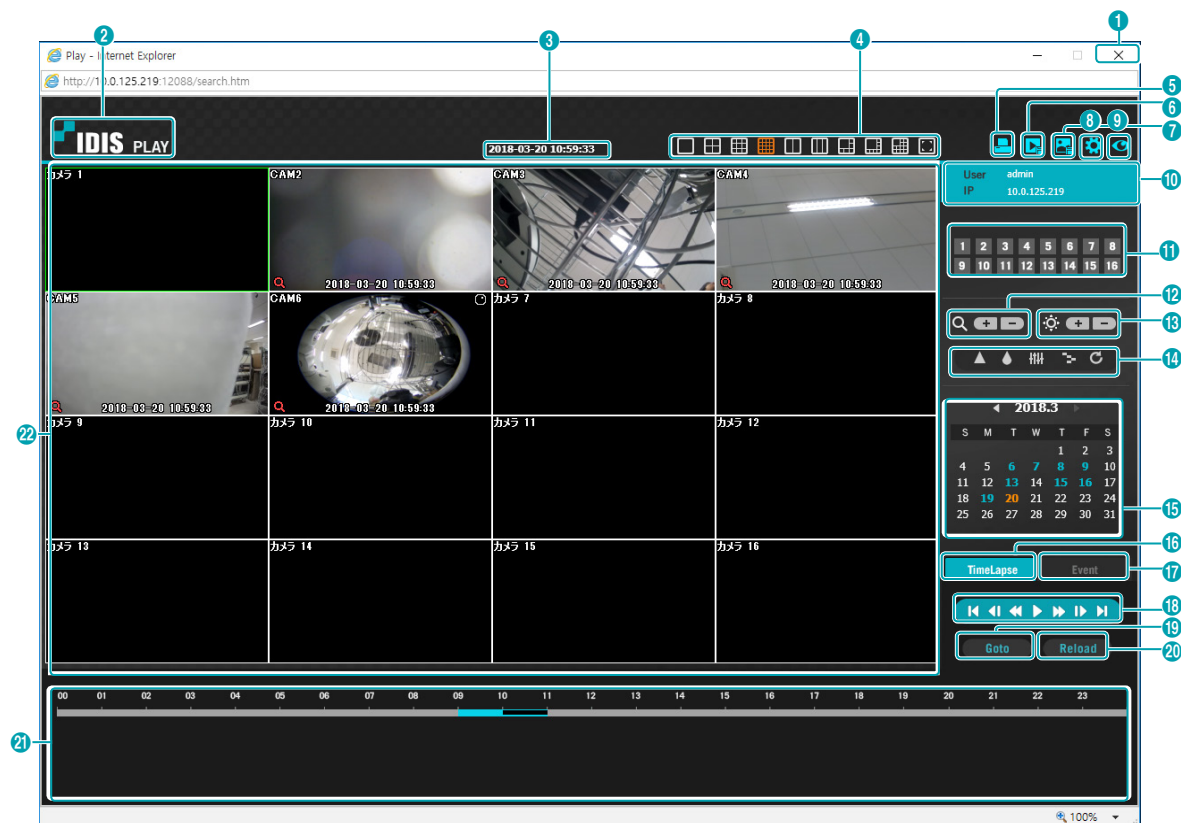 1
2
3
4
Play - Internet Explorer
http://10.0.125.219:12088/search.htm
5
6
7
8
9
IDIS PLAY
2018-03-20 10:59:33
User admin
IP 10.0.125.219
10
カメラ 1
CAM2
CAM3
CAM4
2018-03-20 10:59:33
2018-03-20 10:59:33
2018-03-20 10:59:33
1 2 3 4 5 6 7 8
9 10 11 12 13 14 15 16
11
CAM5
CAM6
カメラ 7
カメラ 8
2018-03-20 10:59:33
2018-03-20 10:59:33
12
13
14
カメラ 9
カメラ 10
カメラ 11
カメラ 12
22
2018.3
S M T W T F S
1 2 3
4 5 6 7 8 9 10
11 12 13 14 15 16 17
18 19 20 21 22 23 24
25 26 27 28 29 30 31
15
カメラ 13
カメラ 14
カメラ 15
カメラ 16
16
TimeLapse
Event
17
18
19
Goto
Reload
20
00 01 02 03 04 05 06 07 08 09 10 11 12 13 14 15 16 17 18 19 20 21 22 23
21
100%